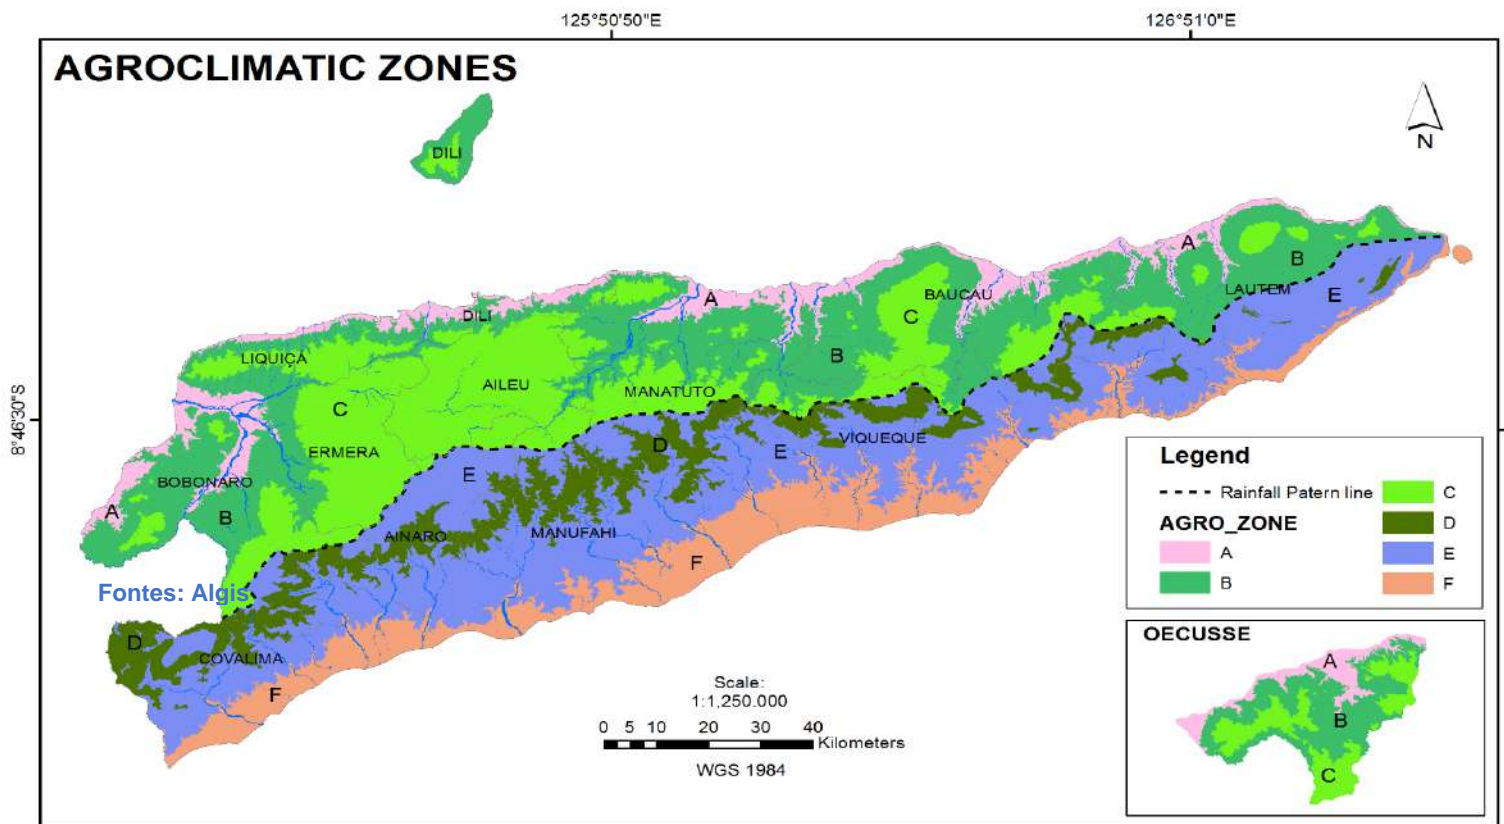 125°50'50"E
126°51'0"E
AGROCLIMATIC ZONES
N
DILI
A
B
LAUTEM
E
A
BAUCAU
C
B
DILI
LIQUIÇA
AILEU
MANATUTO
C
ERMERA
8°46'30"S
D
E
VIQUEQUE
E
BOBONARO
A
B
AINARO
MANUFAHI
F
Fontes: Algis
D
COVALIMA
F
Scale:
1:1,250.000
0 5 10 20 30 40
Kilometers
WGS 1984
Legend
Rainfall Patern line
AGRO_ZONE
A
B
C
D
E
F
OECUSSE
A
B
C